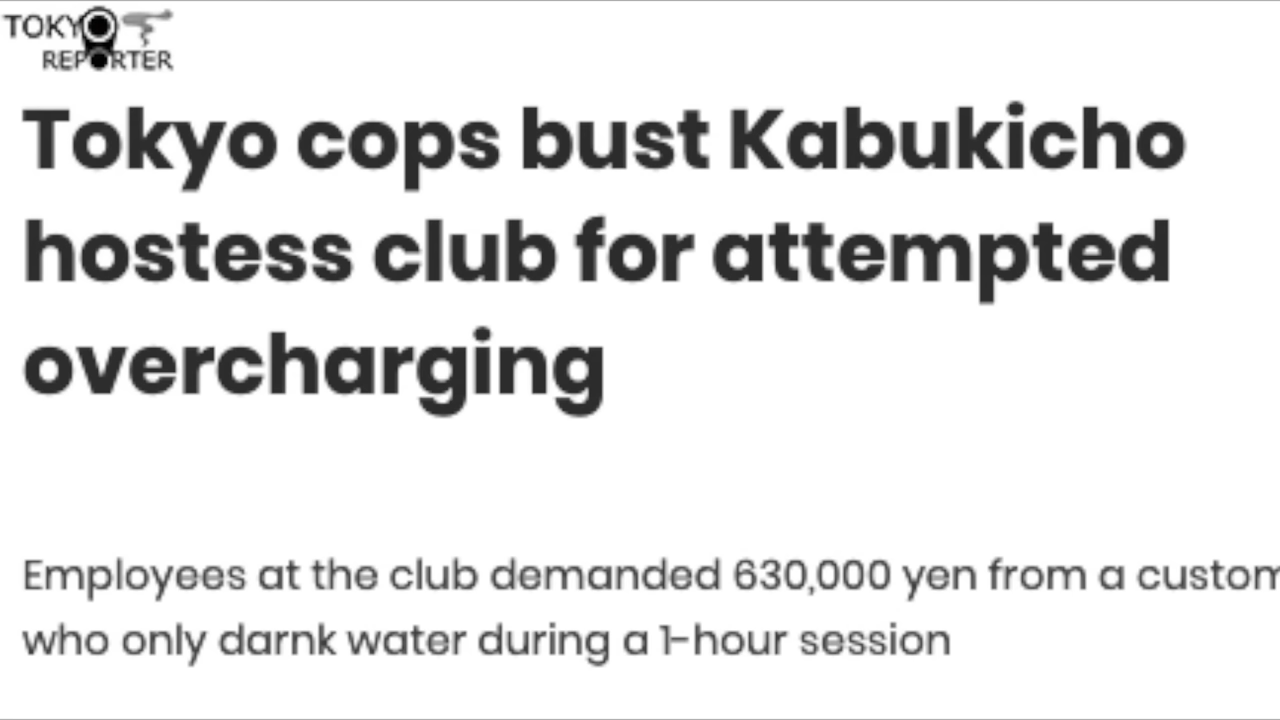 TOKYO
REPORTER
Tokyo cops bust Kabukicho
hostess club for attempted
overcharging
Employees at the club demanded 630,000 yen from a custom
who only darnk water during a 1-hour session